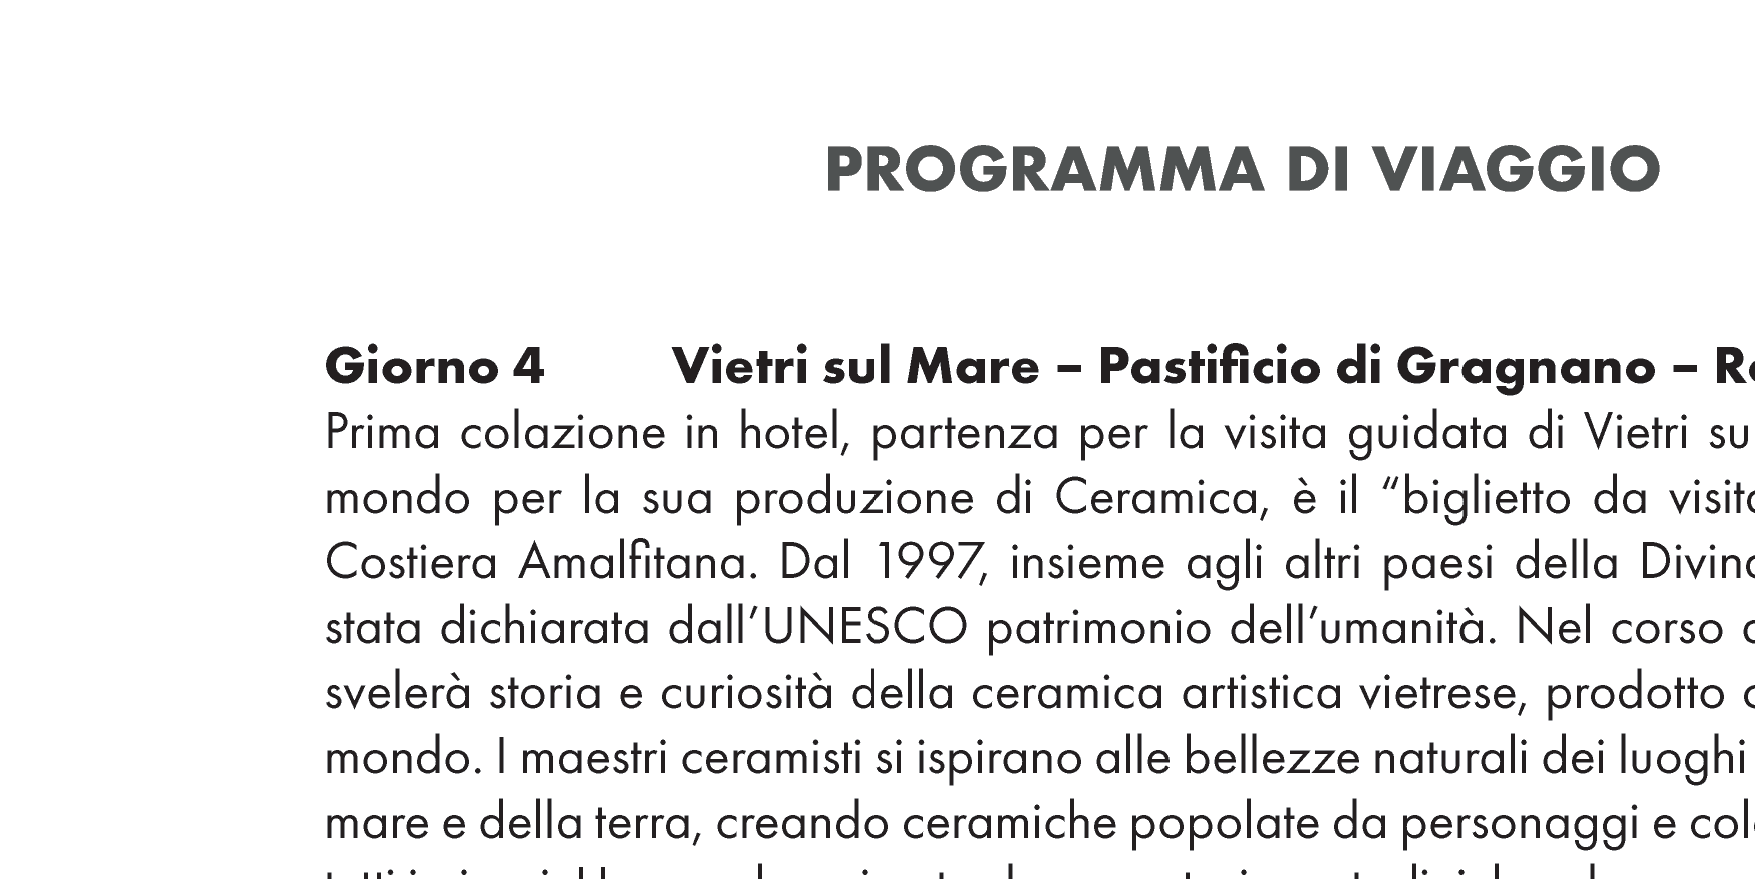 PROGRAMMA DI VIAGGIO
Giorno 4 Vietri sul Mare – Pastificio di Gragnano –
Prima colazione in hotel, partenza per la visita guidata di Vietri
mondo per la sua produzione di Ceramica, è il “biglietto da
Costiera Amalfitana. Dal 1997, insieme agli altri paesi della
stata dichiarata dall’UNESCO patrimonio dell’umanità. Nel corso
svelerà storia e curiosità della ceramica artistica vietrese, prodotto
mondo. I maestri ceramisti si ispirano alle bellezze naturali dei luoghi
mare e della terra, creando ceramiche popolate da personaggi e